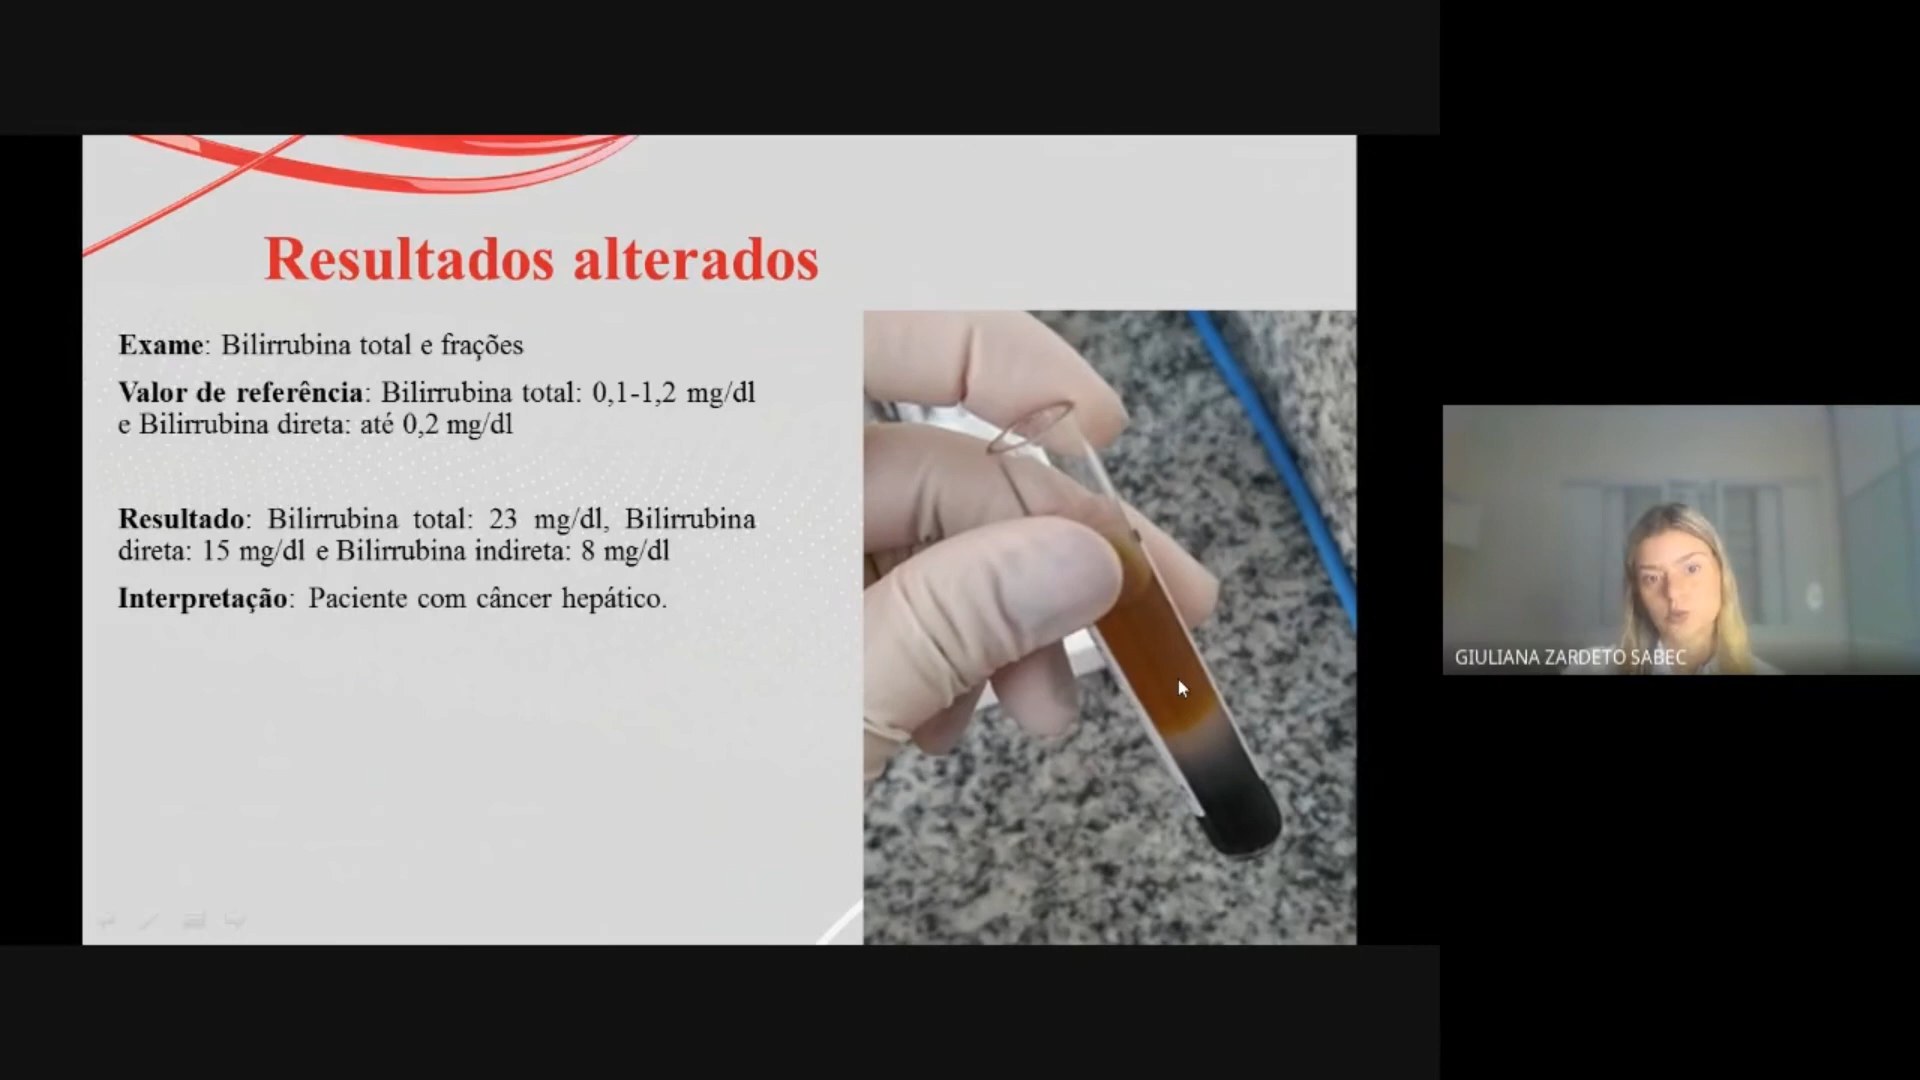 Resultados alterados
Exame: Bilirrubina total e frações
Valor de referência: Bilirrubina total: 0,1-1,2 mg/dl
e Bilirrubina direta: até 0,2 mg/dl
Resultado: Bilirrubina total: 23 mg/dl, Bilirrubina
direta: 15 mg/dl e Bilirrubina indireta: 8 mg/dl
Interpretação: Paciente com câncer hepático.
GIULIANA ZARDETO SABEC